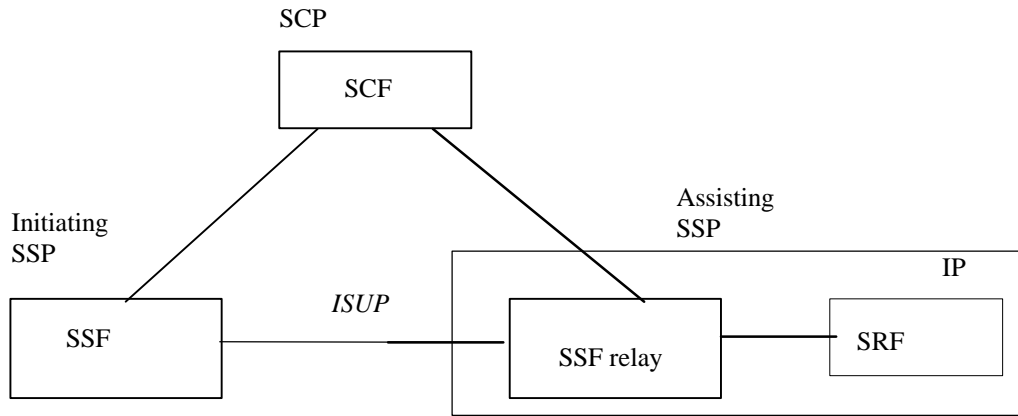 SCP
SCF
Assisting
SSP
Initiating
SSP
IP
ISUP
SSF
SSF relay
SRF